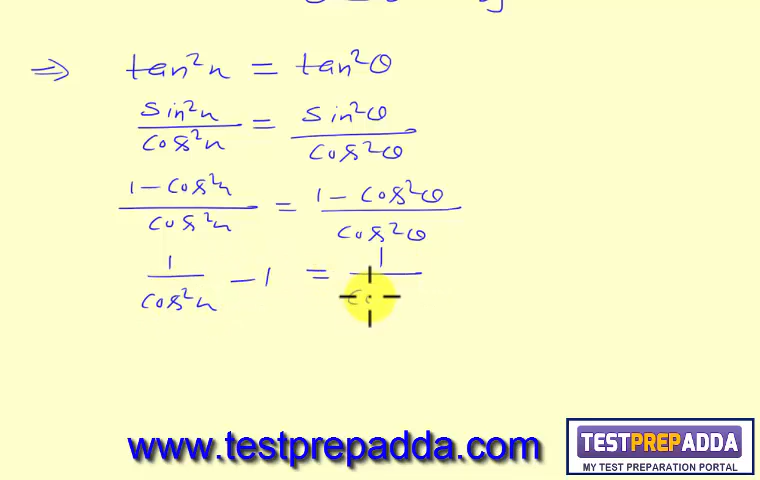 ⇒ tan²x = tan²θ
sin²x/cos²x = sin²θ/cos²θ
1 - cos²x/cos²x = 1 - cos²θ/cos²θ
1/cos²x - 1 = 1/co
www.testprepadda.com
TESTPREPADDA
MY TEST PREPARATION PORTAL